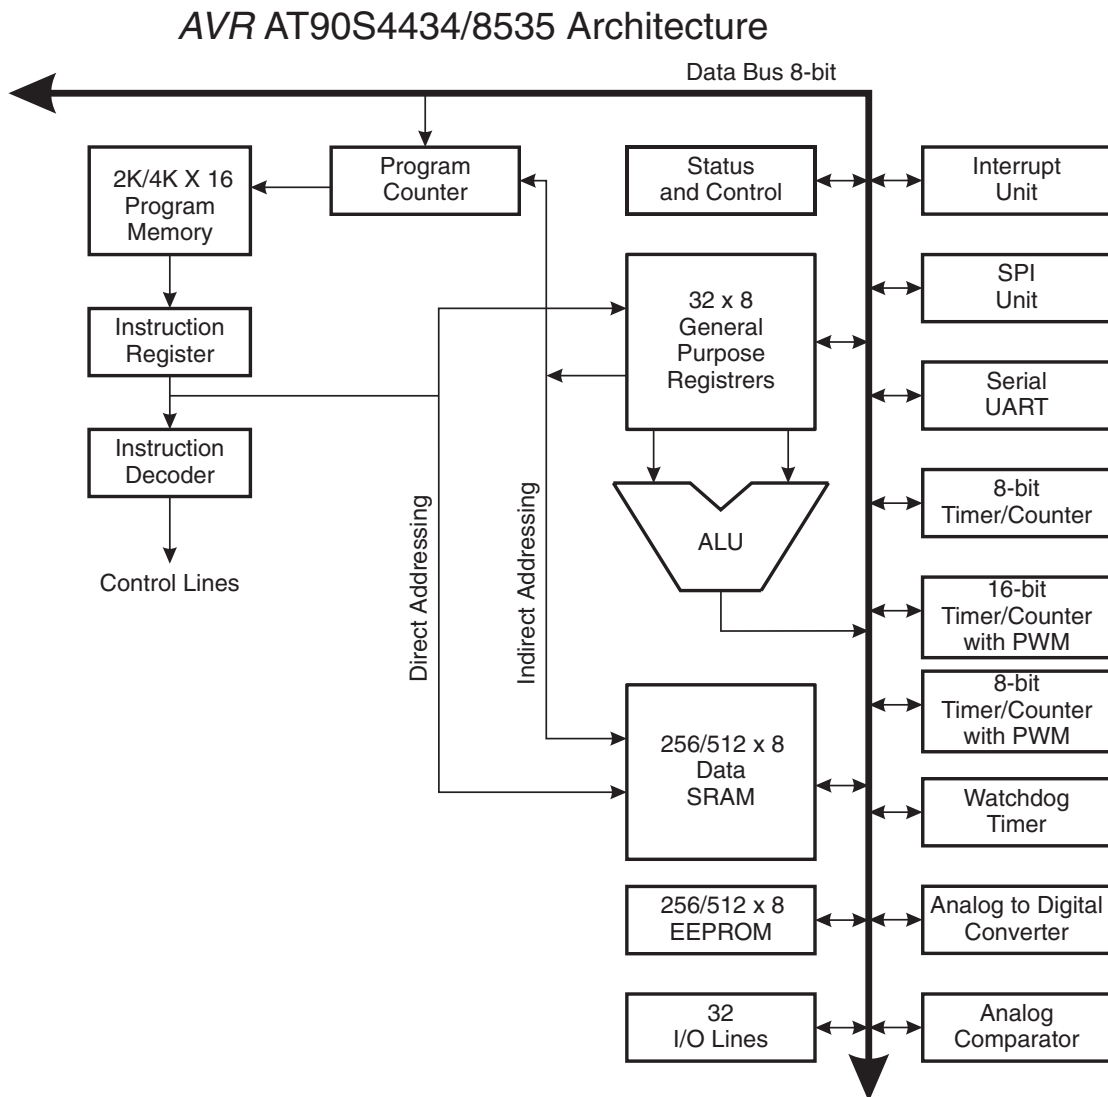 AVR AT90S4434/8535 Architecture
Data Bus 8-bit
2K/4K X 16
Program
Memory
Program
Counter
Status
and Control
Interrupt
Unit
32 x 8
General
Purpose
Registrers
SPI
Unit
Instruction
Register
Serial
UART
Instruction
Decoder
8-bit
Timer/Counter
Control Lines
Direct Addressing
Indirect Addressing
ALU
16-bit
Timer/Counter
with PWM
8-bit
Timer/Counter
with PWM
256/512 x 8
Data
SRAM
Watchdog
Timer
256/512 x 8
EEPROM
Analog to Digital
Converter
32
I/O Lines
Analog
Comparator